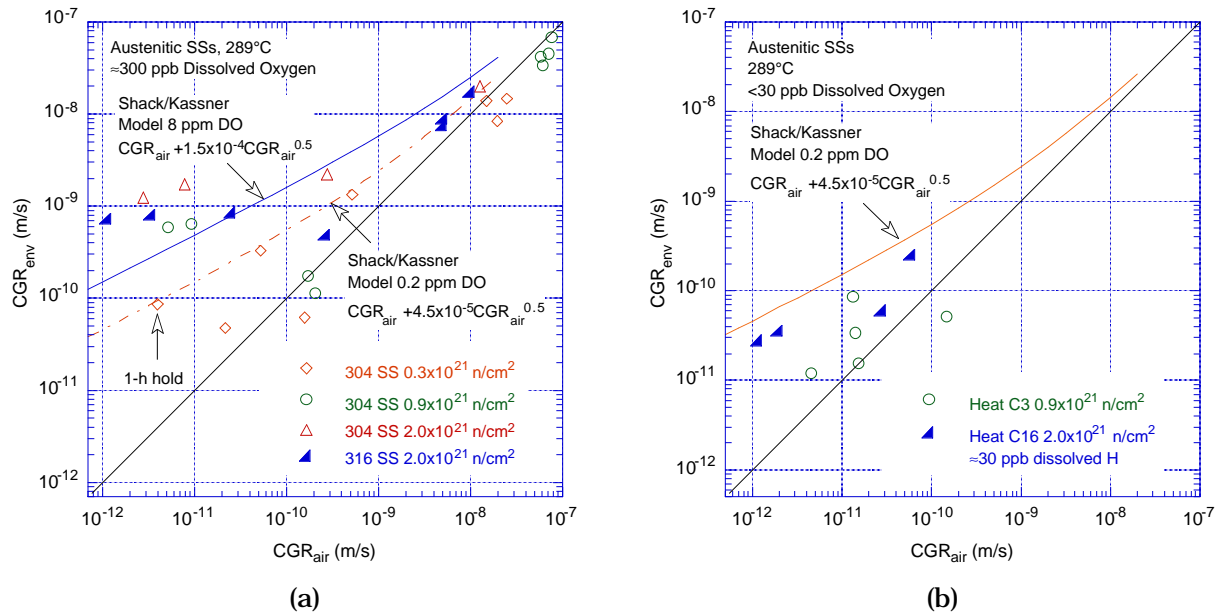 Austenitic SSs, 289°C
≈300 ppb Dissolved Oxygen
Shack/Kassner
Model 8 ppm DO
CGRair +1.5x10-4CGRair0.5
Shack/Kassner
Model 0.2 ppm DO
CGRair +4.5x10-5CGRair0.5
1-h hold
304 SS 0.3x1021 n/cm2
304 SS 0.9x1021 n/cm2
304 SS 2.0x1021 n/cm2
316 SS 2.0x1021 n/cm2
10-7
10-8
10-9
10-10
10-11
10-12
CGRenv (m/s)
10-12 10-11 10-10 10-9 10-8 10-7
CGRair (m/s)
(a)
Austenitic SSs
289°C
<30 ppb Dissolved Oxygen
Shack/Kassner
Model 0.2 ppm DO
CGRair +4.5x10-5CGRair0.5
Heat C3 0.9x1021 n/cm2
Heat C16 2.0x1021 n/cm2
≈30 ppb dissolved H
10-7
10-8
10-9
10-10
10-11
10-12
CGRenv (m/s)
10-12 10-11 10-10 10-9 10-8 10-7
CGRair (m/s)
(b)